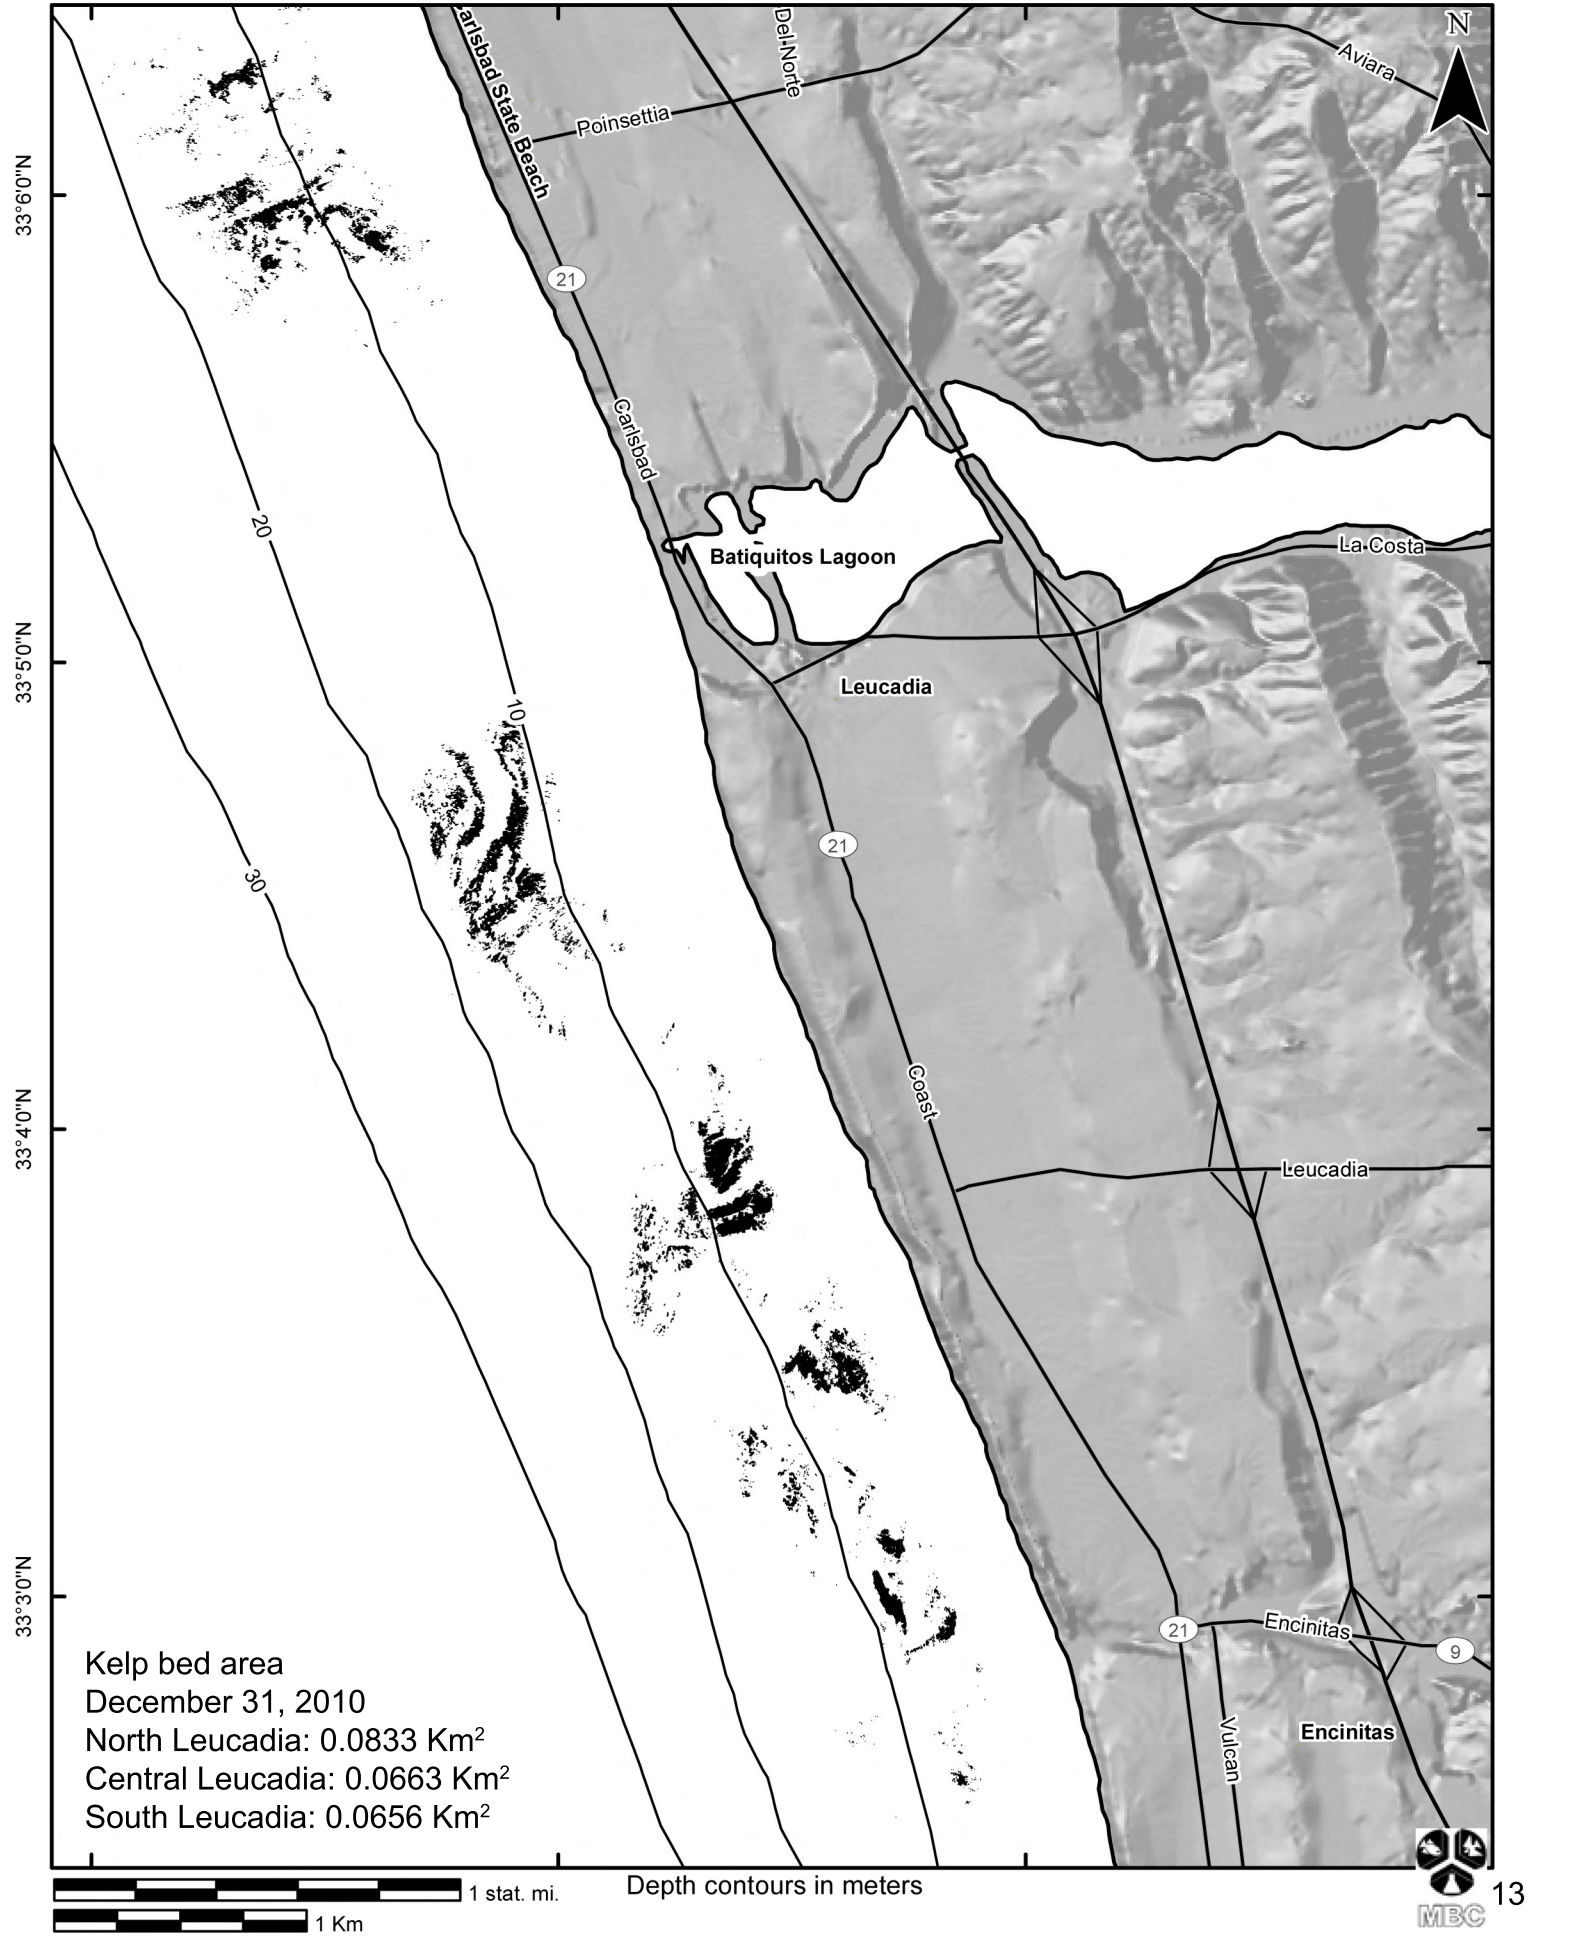 N
Aviara
Del Norte
Poinsettia
arlsbad State Beach
33°6'0"N
21
Carlsbad
20
Batiquitos Lagoon
La Costa
33°5'0"N
Leucadia
10
21
30
Coast
33°4'0"N
Leucadia
33°3'0"N
21
Encinitas
9
Vulcan
Encinitas
Kelp bed area
December 31, 2010
North Leucadia: 0.0833 Km²
Central Leucadia: 0.0663 Km²
South Leucadia: 0.0656 Km²
1 stat. mi.
Depth contours in meters
13
1 Km
MBC